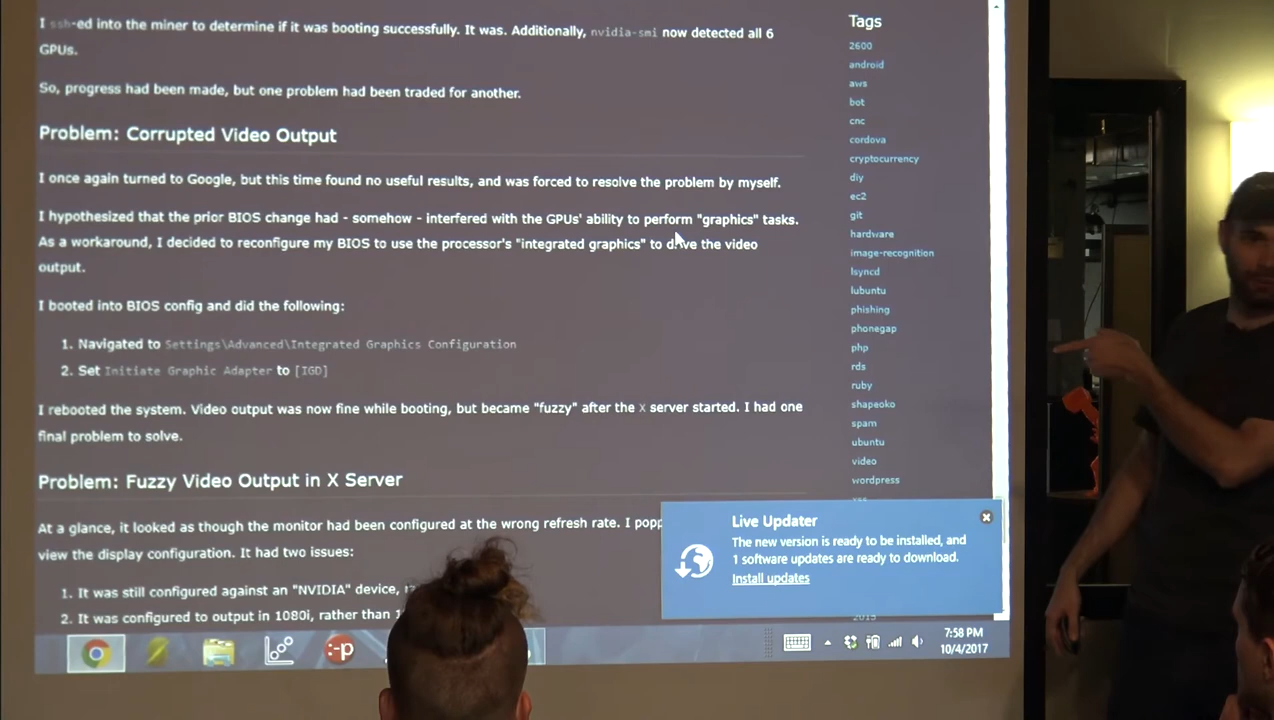 I ssh-ed into the miner to determine if it was booting successfully. It was. Additionally, nvidia-smi now detected all 6
GPUs.
So, progress had been made, but one problem had been traded for another.
Problem: Corrupted Video Output
I once again turned to Google, but this time found no useful results, and was forced to resolve the problem by myself.
I hypothesized that the prior BIOS change had - somehow - interfered with the GPUs' ability to perform "graphics" tasks.
As a workaround, I decided to reconfigure my BIOS to use the processor's "integrated graphics" to drive the video
output.
I booted into BIOS config and did the following:
1. Navigated to Settings\Advanced\Integrated Graphics Configuration
2. Set Initiate Graphic Adapter to [IGD]
I rebooted the system. Video output was now fine while booting, but became "fuzzy" after the X server started. I had one
final problem to solve.
Problem: Fuzzy Video Output in X Server
At a glance, it looked as though the monitor had been configured at the wrong refresh rate. I popp
view the display configuration. It had two issues:
1. It was still configured against an "NVIDIA" device,
2. It was configured to output in 1080i, rather than 1
Tags
2600
android
aws
bot
cnc
cordova
cryptocurrency
diy
ec2
git
hardware
image-recognition
lsyncd
lubuntu
phishing
phonegap
php
rds
ruby
shapeoko
spam
ubuntu
video
wordpress
Live Updater
The new version is ready to be installed, and
1 software updates are ready to download.
Install updates
2015
:-p
7:58 PM
10/4/2017